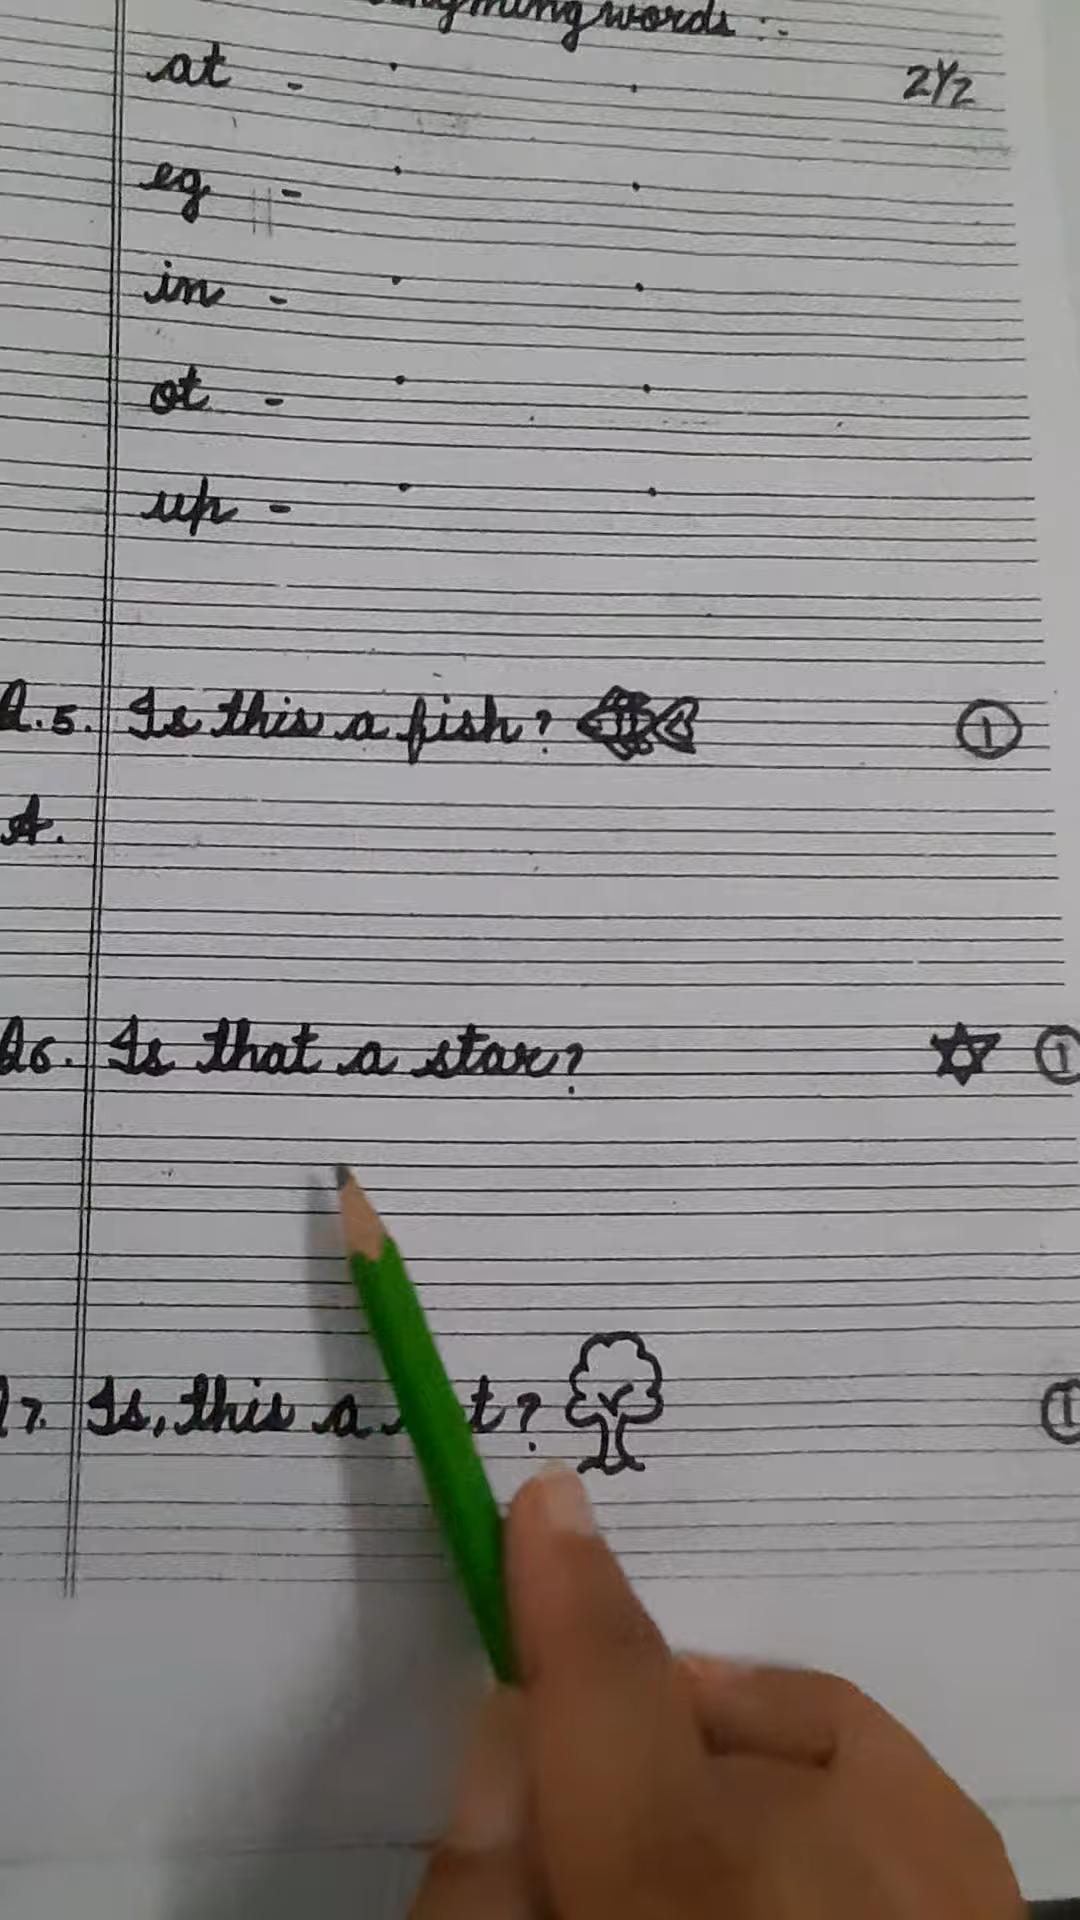 words :-
at - 2½
eg -
in -
ot -
up -
Q.5. Is this a fish? 1
A.
Q6. Is that a star? 1
Q7. Is, this a ? 1